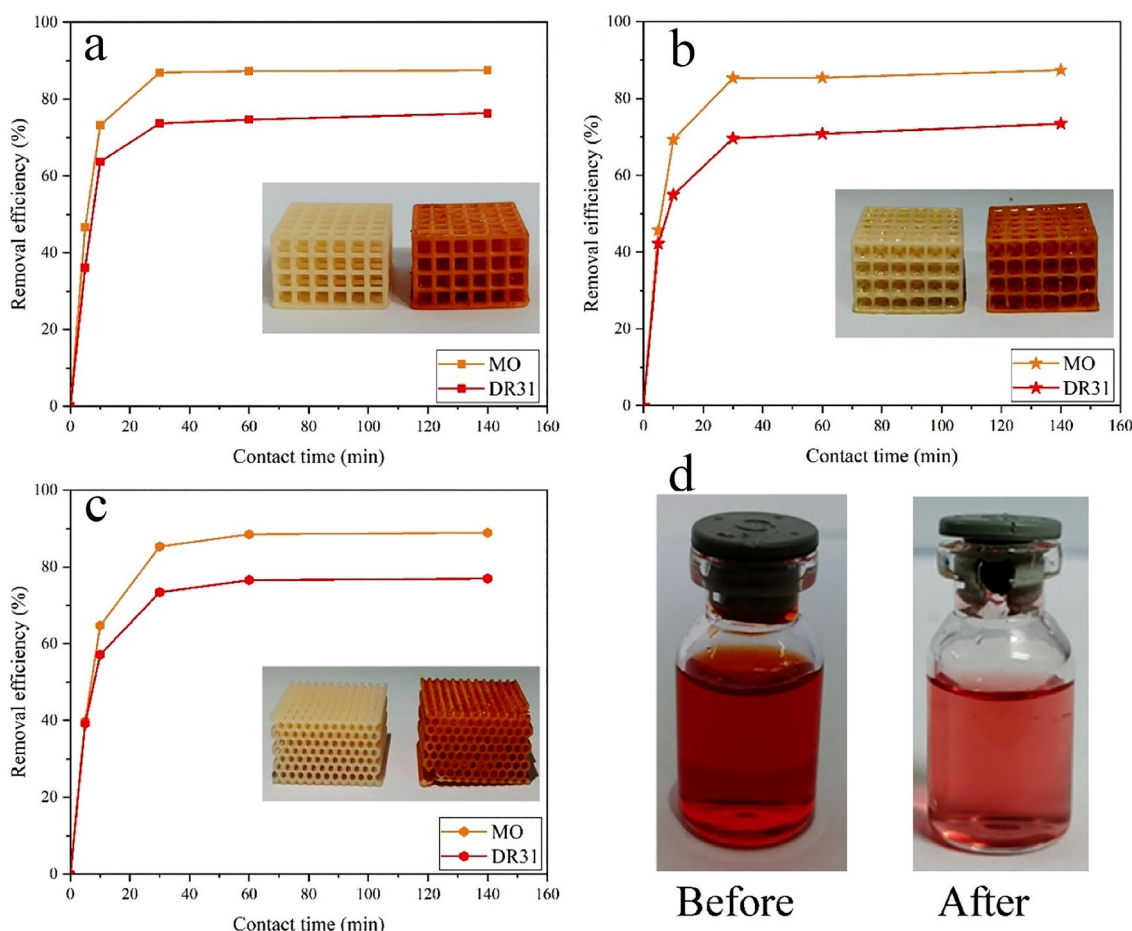 a
Removal efficiency (%)
100
80
60
40
20
0
MO
DR31
0 20 40 60 80 100 120 140 160
Contact time (min)
b
Removal eifficiency (%)
100
80
60
40
20
0
MO
DR31
0 20 40 60 80 100 120 140 160
Contact time (min)
c
Removal efficiency (%)
100
80
60
40
20
0
MO
DR31
0 20 40 60 80 100 120 140 160
Contact time (min)
d
Before After